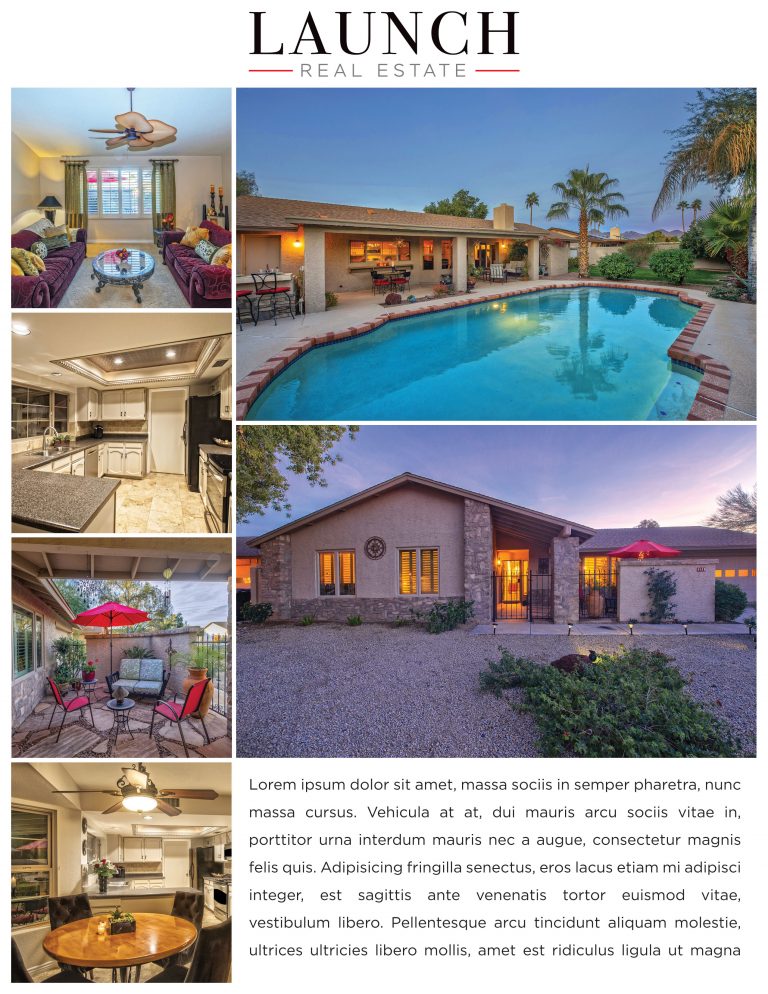 LAUNCH
REAL ESTATE
Lorem ipsum dolor sit amet, massa sociis in semper pharetra, nunc
massa cursus. Vehicula at at, dui mauris arcu sociis vitae in,
porttitor urna interdum mauris nec a augue, consectetur magnis
felis quis. Adipisicing fringilla senectus, eros lacus etiam mi adipisci
integer, est sagittis ante venenatis tortor euismod vitae,
vestibulum libero. Pellentesque arcu tincidunt aliquam molestie,
ultrices ultricies libero mollis, amet est ridiculus ligula ut magna